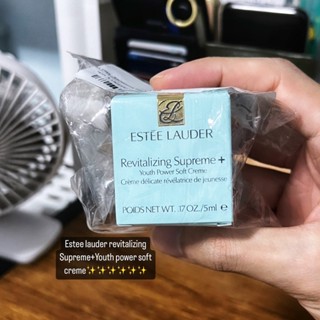 ESTĒE LAUDER
Revitalizing Supreme +
Youth Power Soft Creme
Crème délicate révélatrice de jeunesse
POIDS NET WT. .17 OZ./5ml e
Estee lauder revitalizing
Supreme+Youth power soft
creme✨✨✨✨✨✨